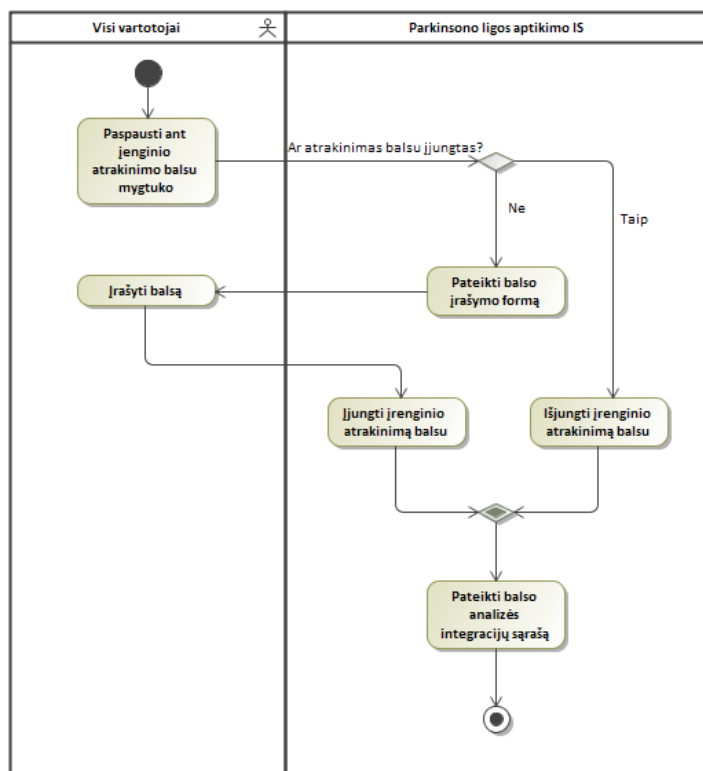 Visi vartotojai
Parkinsono ligos aptikimo IS
Paspausti ant
įenginio
atrakinimo balsu
mygtuko
Ar atrakinimas balsu įjungtas?
Ne
Taip
Pateikti balso
įrašymo formą
Įrašyti balsą
Įjungti įrenginio
atrakinimą balsu
Išjungti įrenginio
atrakinimą balsu
Pateikti balso
analizės
integracijų sąrašą